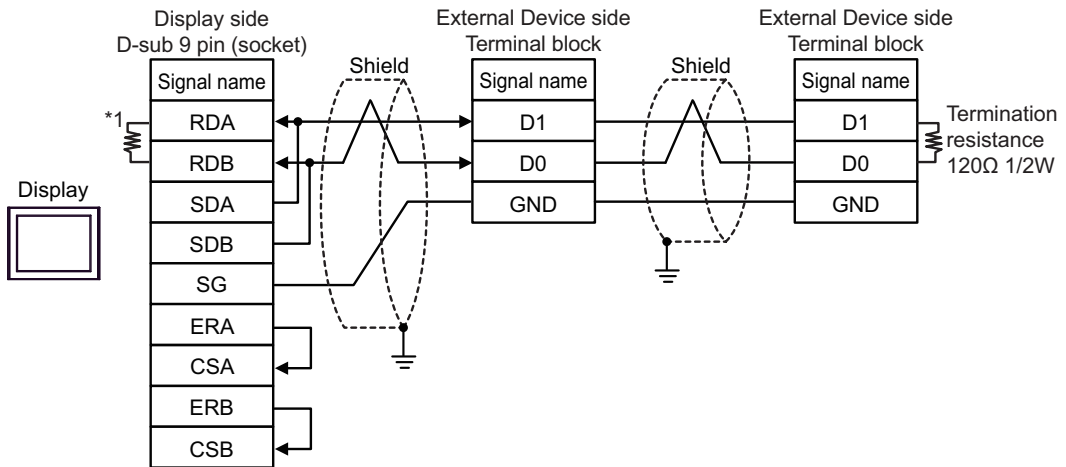 Display side
D-sub 9 pin (socket)
External Device side
Terminal block
External Device side
Terminal block
Shield
Shield
Signal name
RDA
RDB
SDA
SDB
SG
ERA
CSA
ERB
CSB
Signal name
D1
D0
GND
Signal name
D1
D0
GND
*1
Termination
resistance
120Ω 1/2W
Display